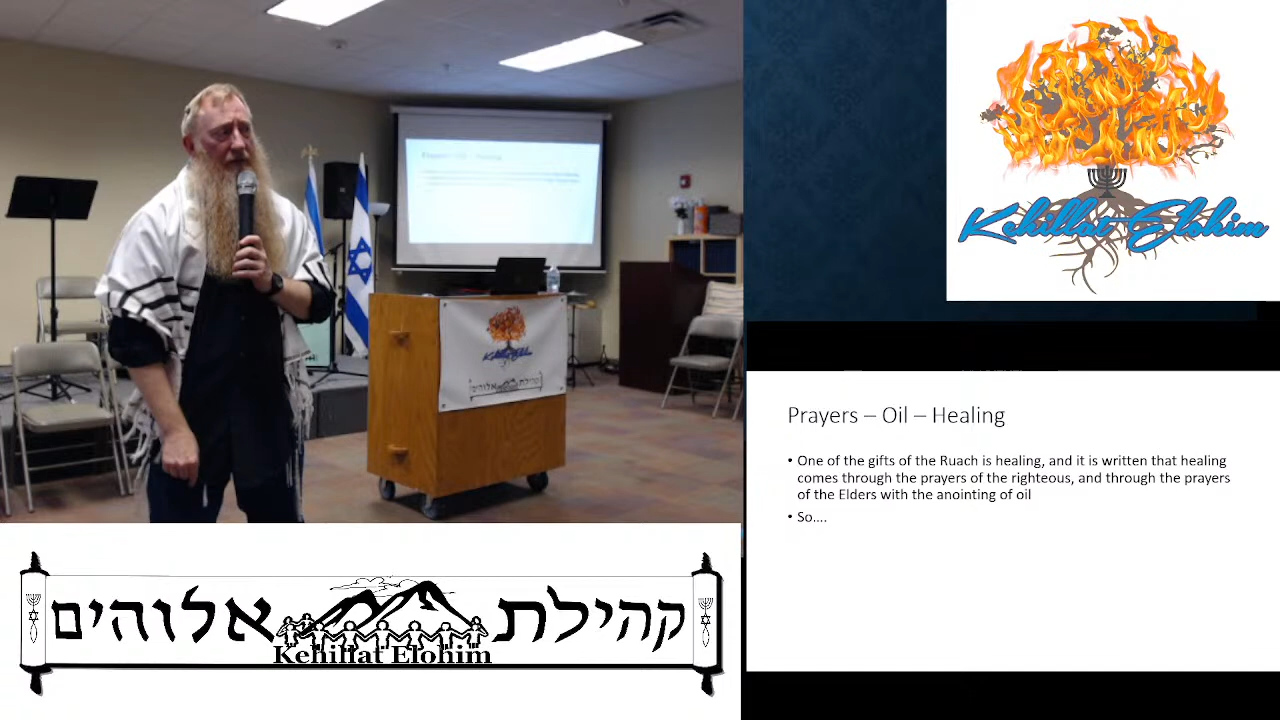 Kehillat Elohim
Prayers – Oil – Healing
• One of the gifts of the Ruach is healing, and it is written that healing
comes through the prayers of the righteous, and through the prayers
of the Elders with the anointing of oil
• So....
קהילת אלוהים
Kehillat Elohim